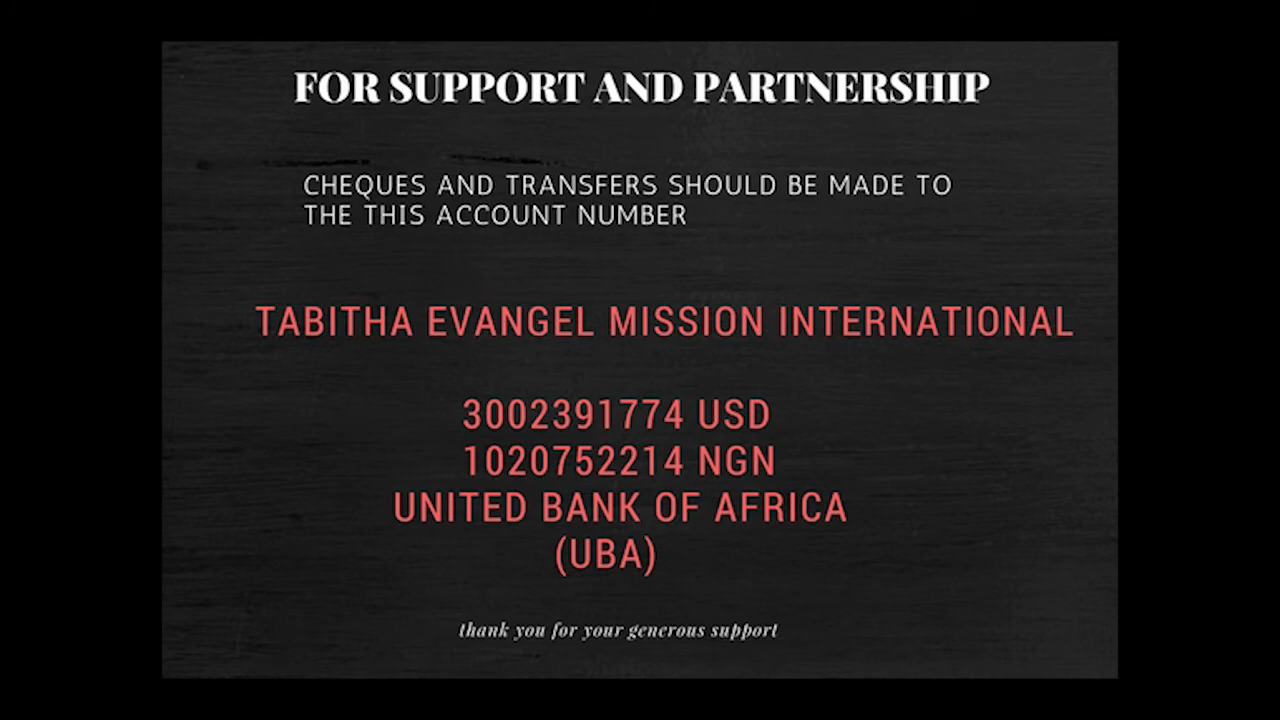 FOR SUPPORT AND PARTNERSHIP
CHEQUES AND TRANSFERS SHOULD BE MADE TO
THE THIS ACCOUNT NUMBER
TABITHA EVANGEL MISSION INTERNATIONAL
3002391774 USD
1020752214 NGN
UNITED BANK OF AFRICA
(UBA)
thank you for your generous support